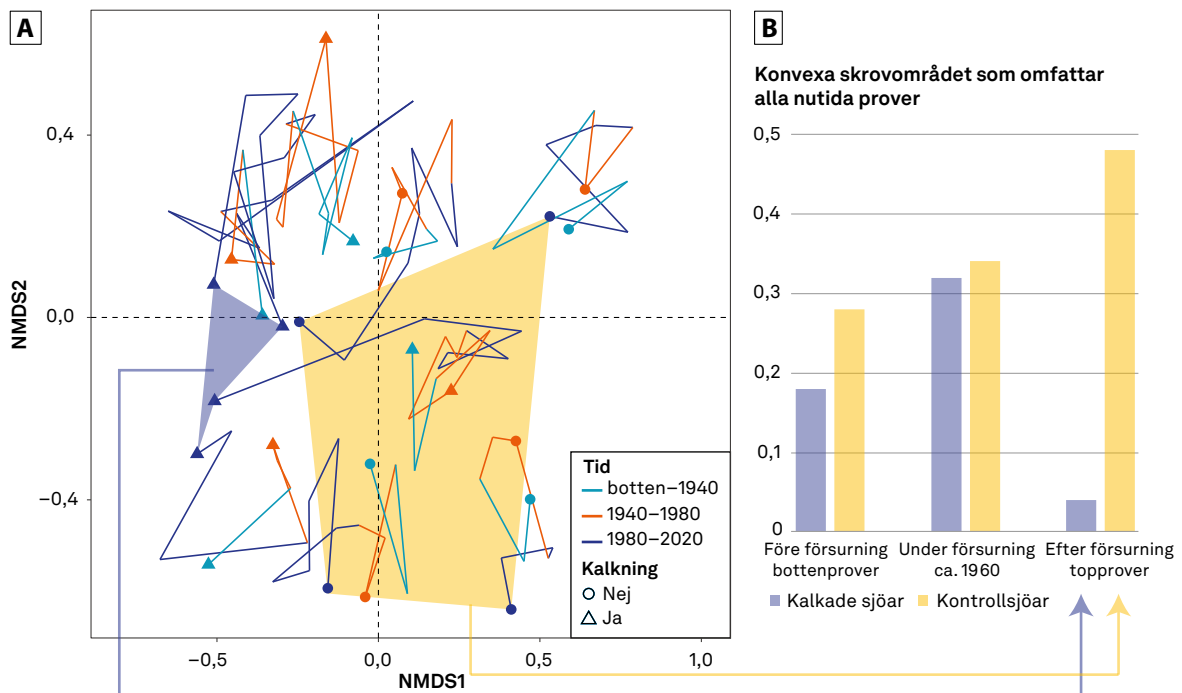 A
NMDS2
0,4
0,0
−0,4
−0,5
0,0
0,5
1,0
NMDS1
Tid
botten–1940
1940–1980
1980–2020
Kalkning
Nej
Ja
B
Konvexa skrovområdet som omfattar
alla nutida prover
0,5
0,4
0,3
0,2
0,1
0
Före försurning
bottenprover
Under försurning
ca. 1960
Efter försurning
topprover
Kalkade sjöar
Kontrollsjöar